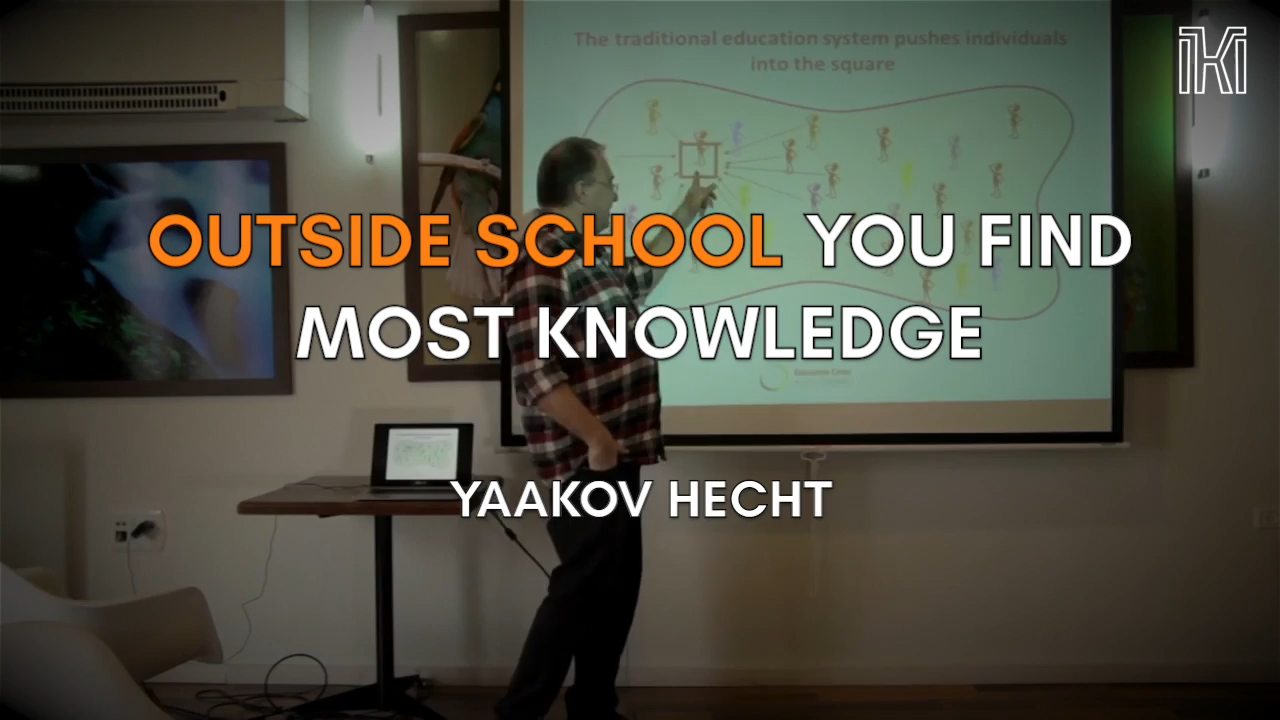 The traditional education system pushes individuals
into the square
OUTSIDE SCHOOL YOU FIND
MOST KNOWLEDGE
YAAKOV HECHT